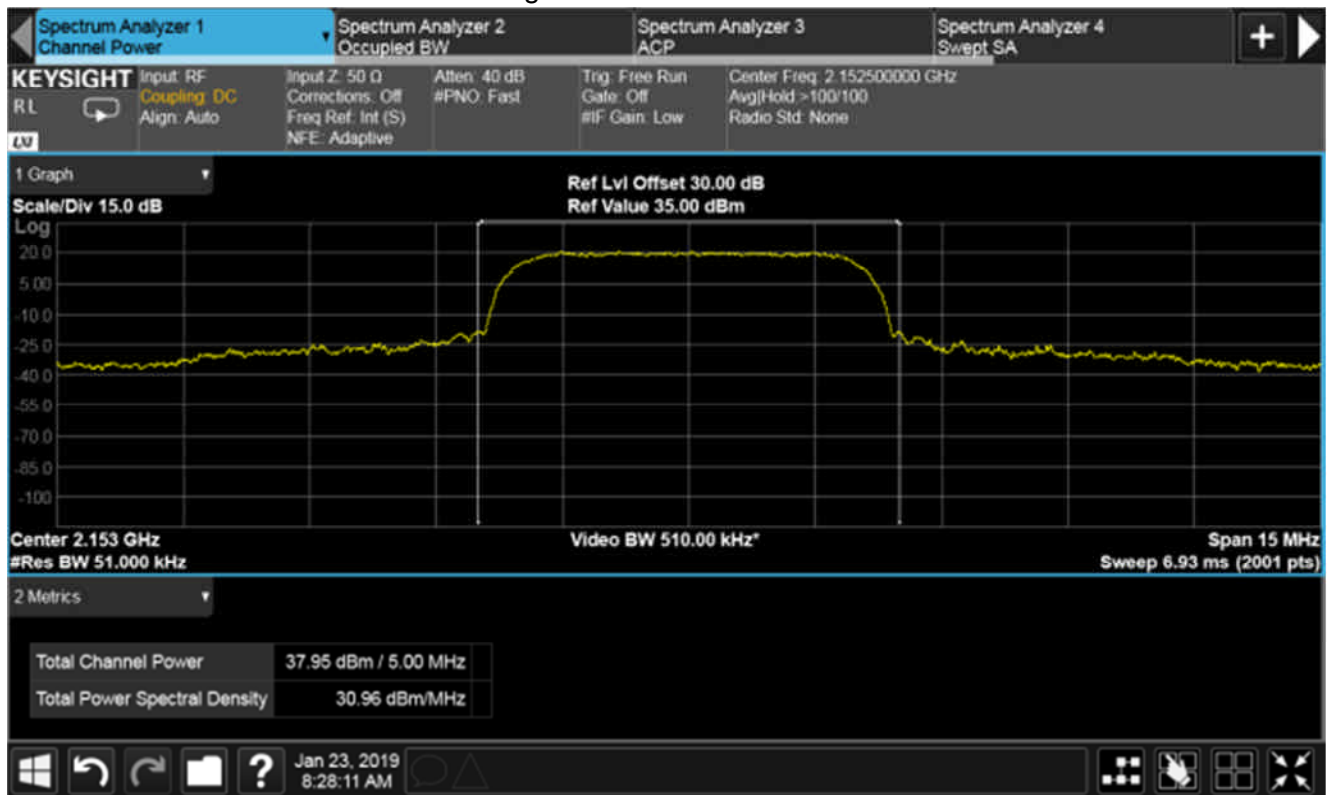 Spectrum Analyzer 1
Channel Power
Spectrum Analyzer 2
Occupied BW
Spectrum Analyzer 3
ACP
Spectrum Analyzer 4
Swept SA
+
KEYSIGHT
RL
LXI
Input: RF
Coupling: DC
Align: Auto
Input Z: 50 Ω
Corrections: Off
Freq Ref: Int (S)
NFE: Adaptive
Atten: 40 dB
#PNO: Fast
Trig: Free Run
Gate: Off
#IF Gain: Low
Center Freq: 2.152500000 GHz
Avg|Hold:>100/100
Radio Std: None
1 Graph
Scale/Div 15.0 dB
Ref Lvl Offset 30.00 dB
Ref Value 35.00 dBm
Log
20.0
5.00
-10.0
-25.0
-40.0
-55.0
-70.0
-85.0
-100
Center 2.153 GHz
#Res BW 51.000 kHz
Video BW 510.00 kHz*
Span 15 MHz
Sweep 6.93 ms (2001 pts)
2 Metrics
Total Channel Power 37.95 dBm / 5.00 MHz
Total Power Spectral Density 30.96 dBm/MHz
?
Jan 23, 2019
8:28:11 AM